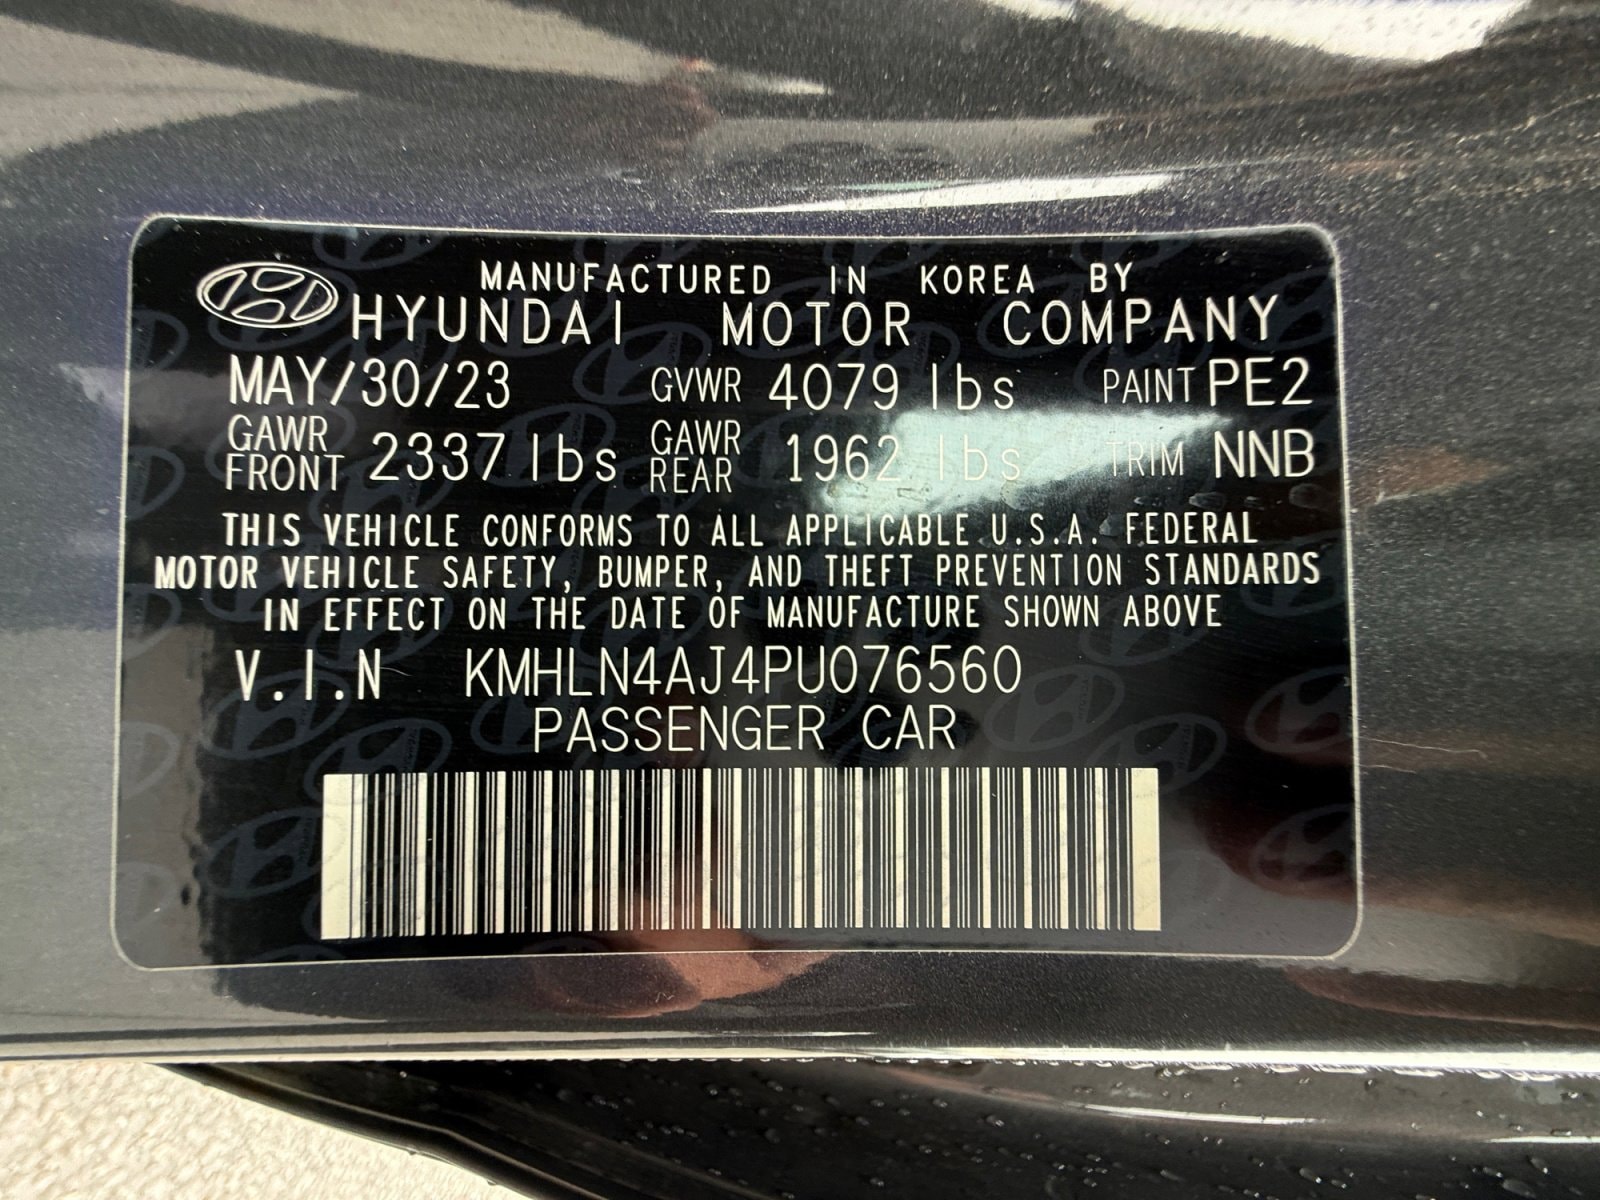 MANUFACTURED IN KOREA BY
HYUNDAI MOTOR COMPANY
MAY/30/23 GVWR 4079 lbs PAINT PE2
GAWR FRONT 2337 lbs GAWR REAR 1962 lbs TRIM NNB
THIS VEHICLE CONFORMS TO ALL APPLICABLE U.S.A. FEDERAL
MOTOR VEHICLE SAFETY, BUMPER, AND THEFT PREVENTION STANDARDS
IN EFFECT ON THE DATE OF MANUFACTURE SHOWN ABOVE
V.I.N KMHLN4AJ4PU076560
PASSENGER CAR